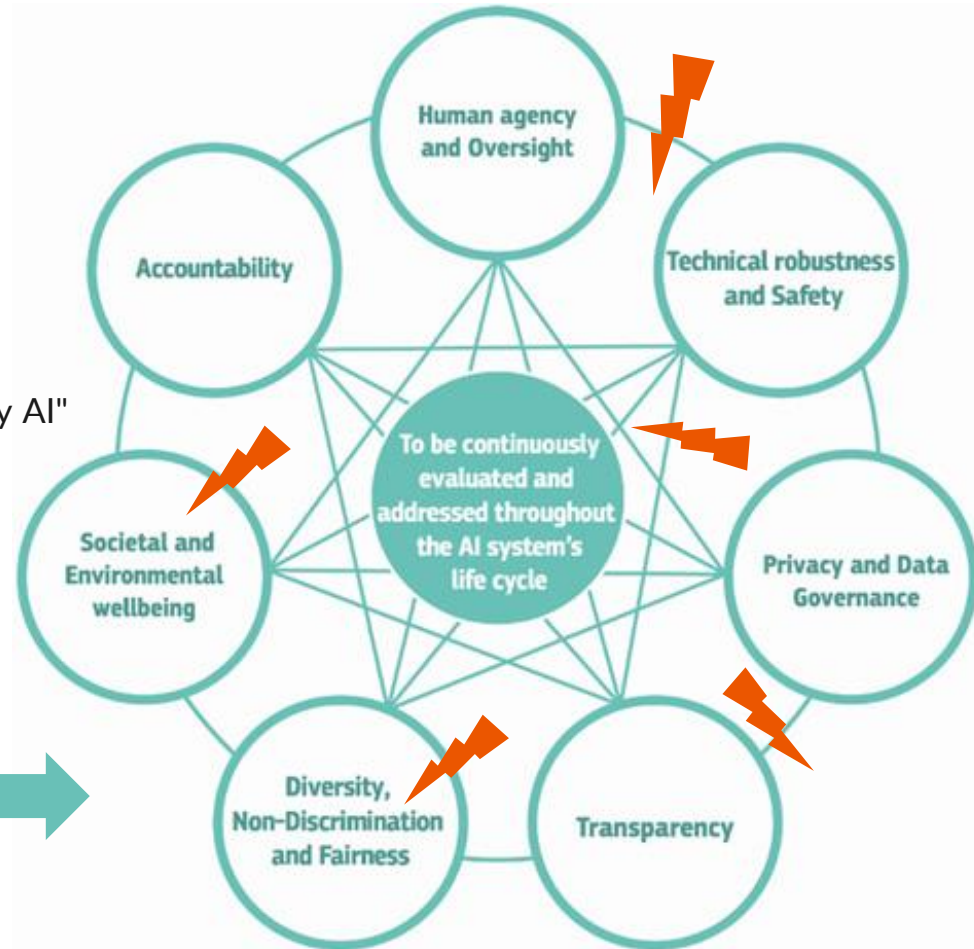 Human agency
and Oversight
Accountability
Technical robustness
and Safety
y AI"
To be continuously
evaluated and
addressed throughout
the AI system's
life cycle
Societal and
Environmental
wellbeing
Privacy and Data
Governance
Diversity,
Non-Discrimination
and Fairness
Transparency